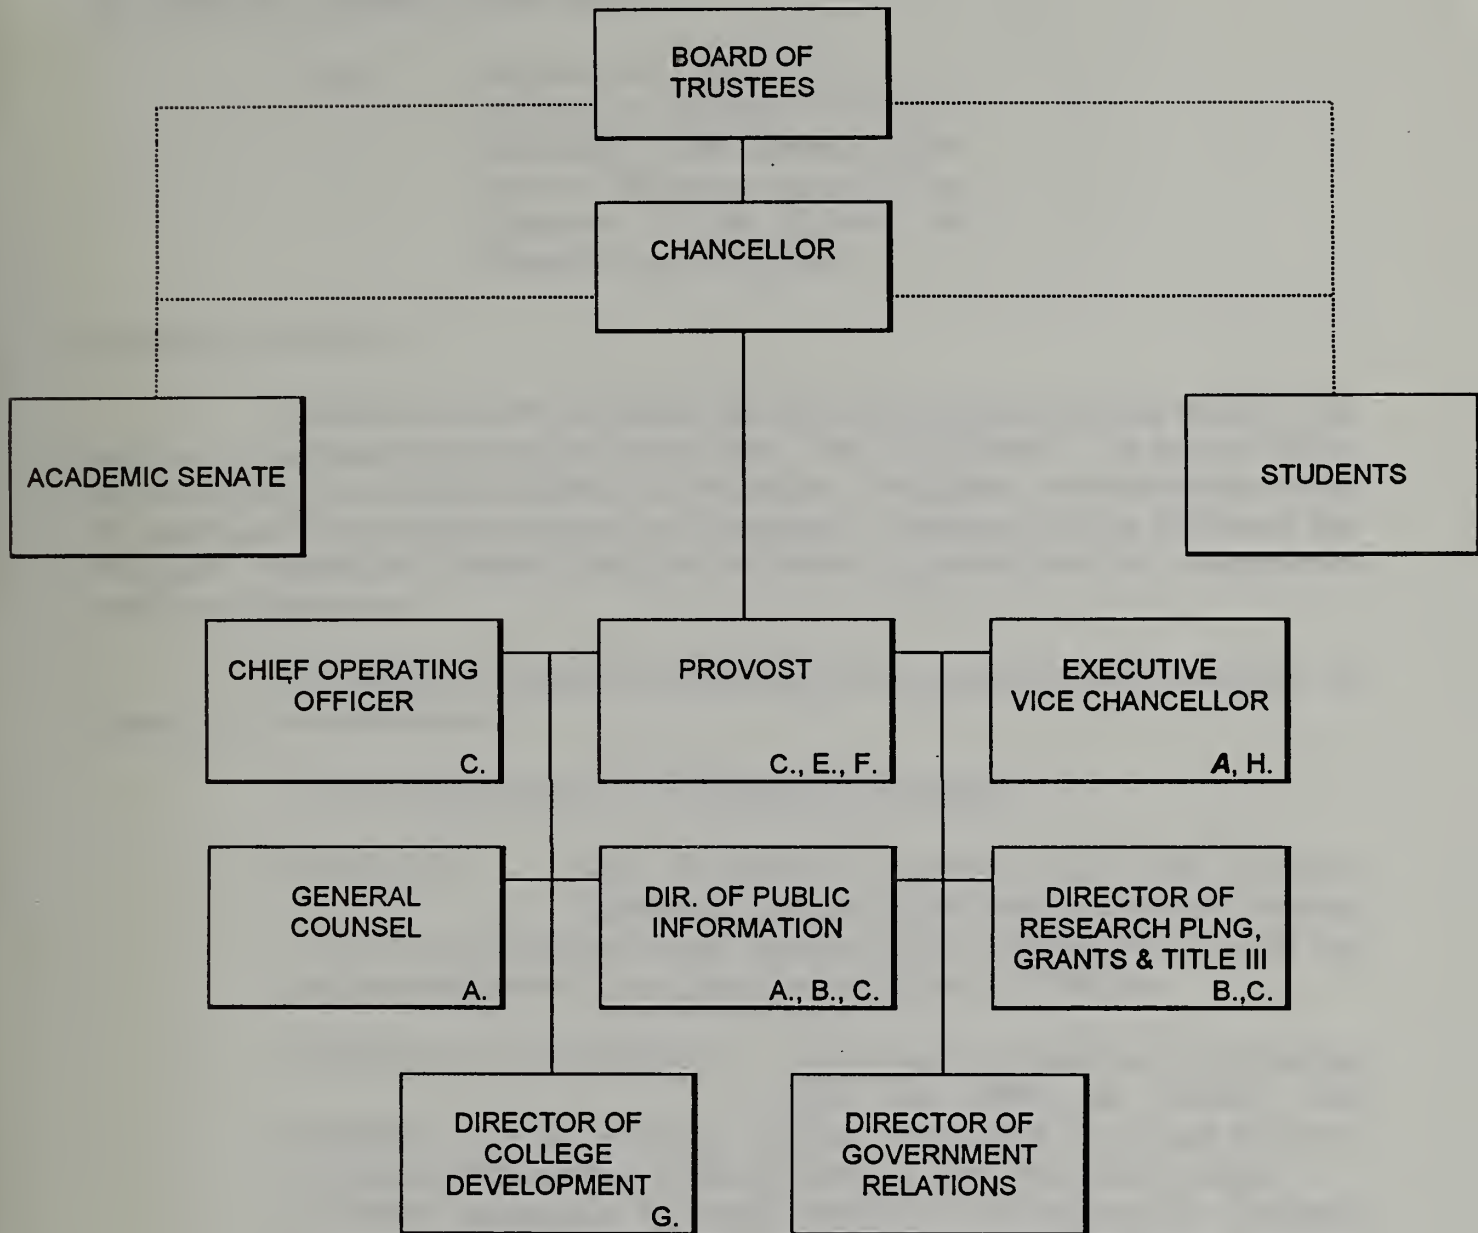 BOARD OF
TRUSTEES
CHANCELLOR
ACADEMIC SENATE
STUDENTS
CHIEF OPERATING
OFFICER
C.
PROVOST
C., E., F.
EXECUTIVE
VICE CHANCELLOR
A, H.
GENERAL
COUNSEL
A.
DIR. OF PUBLIC
INFORMATION
A., B., C.
DIRECTOR OF
RESEARCH PLNG,
GRANTS & TITLE III
B.,C.
DIRECTOR OF
COLLEGE
DEVELOPMENT
G.
DIRECTOR OF
GOVERNMENT
RELATIONS